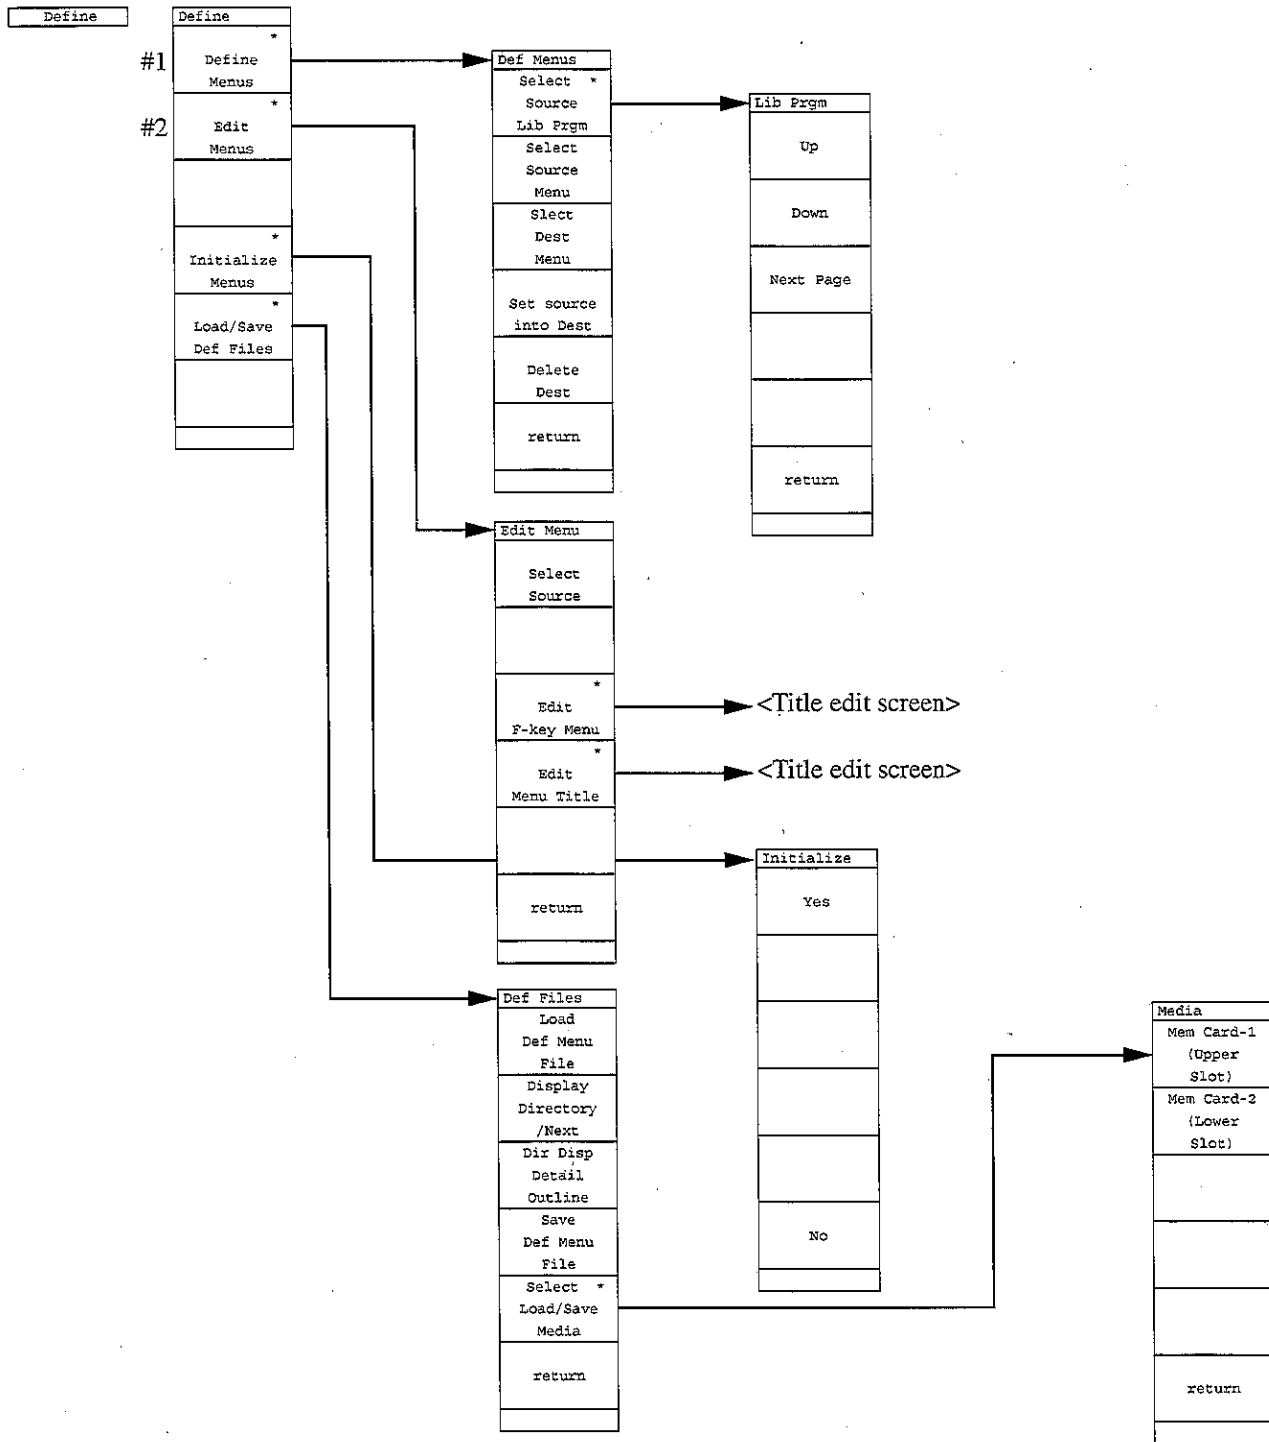 Define
Define
*
#1
Define
Menus
*
#2
Edit
Menus
*
Initialize
Menus
*
Load/Save
Def Files
Def Menus
Select *
Source
Lib Prgm
Select
Source
Menu
Slect
Dest
Menu
Set source
into Dest
Delete
Dest
return
Lib Prgm
Up
Down
Next Page
return
Edit Menu
Select
Source
*
Edit
F-key Menu
*
Edit
Menu Title
return
<Title edit screen>
<Title edit screen>
Initialize
Yes
No
Def Files
Load
Def Menu
File
Display
Directory
/Next
Dir Disp
Detail
Outline
Save
Def Menu
File
Select *
Load/Save
Media
return
Media
Mem Card-1
(Upper
Slot)
Mem Card-2
(Lower
Slot)
return